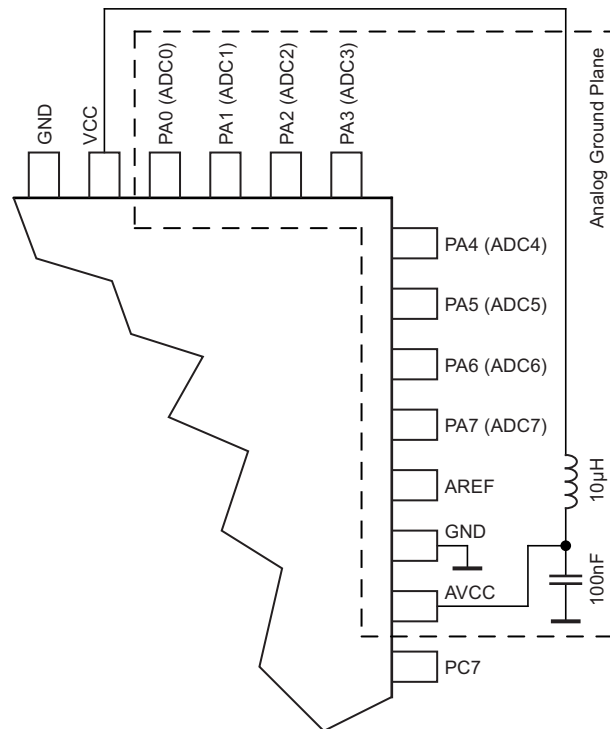 GND
VCC
PA0 (ADC0)
PA1 (ADC1)
PA2 (ADC2)
PA3 (ADC3)
Analog Ground Plane
PA4 (ADC4)
PA5 (ADC5)
PA6 (ADC6)
PA7 (ADC7)
AREF
10μH
GND
AVCC
100nF
PC7